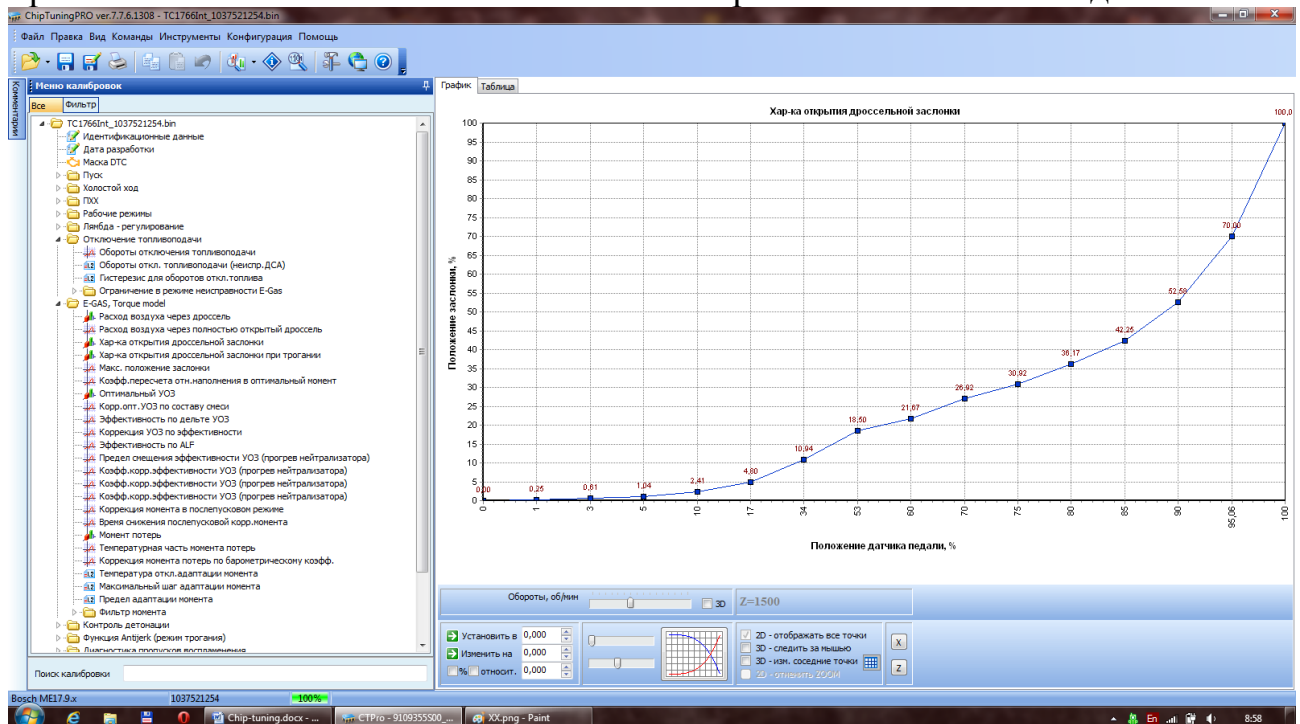 ChipTuningPRO ver.7.7.6.1308 - TC1766Int_1037521254.bin
Файл Правка Вид Команды Инструменты Конфигурация Помощь
Комментарии
Меню калибровок
Все Фильтр
TC1766Int_1037521254.bin
Идентификационные данные
Дата разработки
Маска DTC
Пуск
Холостой ход
ПХХ
Рабочие режимы
Лямбда - регулирование
Отключение топливоподачи
Обороты отключения топливоподачи
Обороты откл. топливоподачи (неиспр.ДСА)
Гистерезис для оборотов откл.топлива
Ограничение в режиме неисправности E-Gas
E-GAS, Torque model
Расход воздуха через дроссель
Расход воздуха через полностью открытый дроссель
Хар-ка открытия дроссельной заслонки
Хар-ка открытия дроссельной заслонки при трогании
Макс. положение заслонки
Коэфф.пересчета отн.наполнения в оптимальный момент
Оптимальный УОЗ
Корр.опт.УОЗ по составу смеси
Эффективность по дельте УОЗ
Коррекция УОЗ по эффективности
Эффективность по ALF
Предел смещения эффективности УОЗ (прогрев нейтрализатора)
Коэфф.корр.эффективности УОЗ (прогрев нейтрализатора)
Коэфф.корр.эффективности УОЗ (прогрев нейтрализатора)
Коэфф.корр.эффективности УОЗ (прогрев нейтрализатора)
Коррекция момента в послепусковом режиме
Время снижения послепусковой корр.момента
Момент потерь
Температурная часть момента потерь
Коррекция момента потерь по барометрическому коэфф.
Температура откл.адаптации момента
Максимальный шаг адаптации момента
Предел адаптации момента
Фильтр момента
Контроль детонации
Функция Antijerk (режим трогания)
Диагностика пропусков воспламенения
Поиск калибровки
График Таблица
Хар-ка открытия дроссельной заслонки
Положение заслонки, %
100
95
90
85
80
75
70
65
60
55
50
45
40
35
30
25
20
15
10
5
0
0,00 0,25 0,61 1,04 2,41 4,80 10,94 18,50 21,67 26,92 30,92 36,17 42,25 52,58 70,00 100,0
0 1 3 5 10 17 34 53 60 70 75 80 85 90 95,06 100
Положение датчика педали, %
Обороты, об/мин 3D Z=1500
Установить в 0,000
Изменить на 0,000
% относит. 0,000
2D - отображать все точки
3D - следить за мышью
3D - изм. соседние точки
2D - отменить ZOOM
X
Z
Bosch ME17.9.x 1037521254 100%
Chip-tuning.docx - ... CTPro - 9109355500_... XX.png - Paint En 8:58